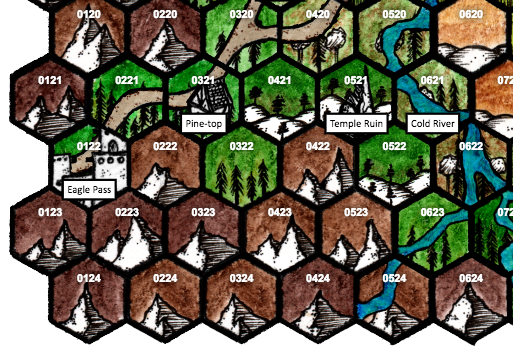 0120 0220 0320 0420 0520 0620
0121 0221 0321 0421 0521 0621 072
Pine-top Temple Ruin Cold River
0122 0222 0322 0422 0522 0622
Eagle Pass
0123 0223 0323 0423 0523 0623 072
0124 0224 0324 0424 0524 0624